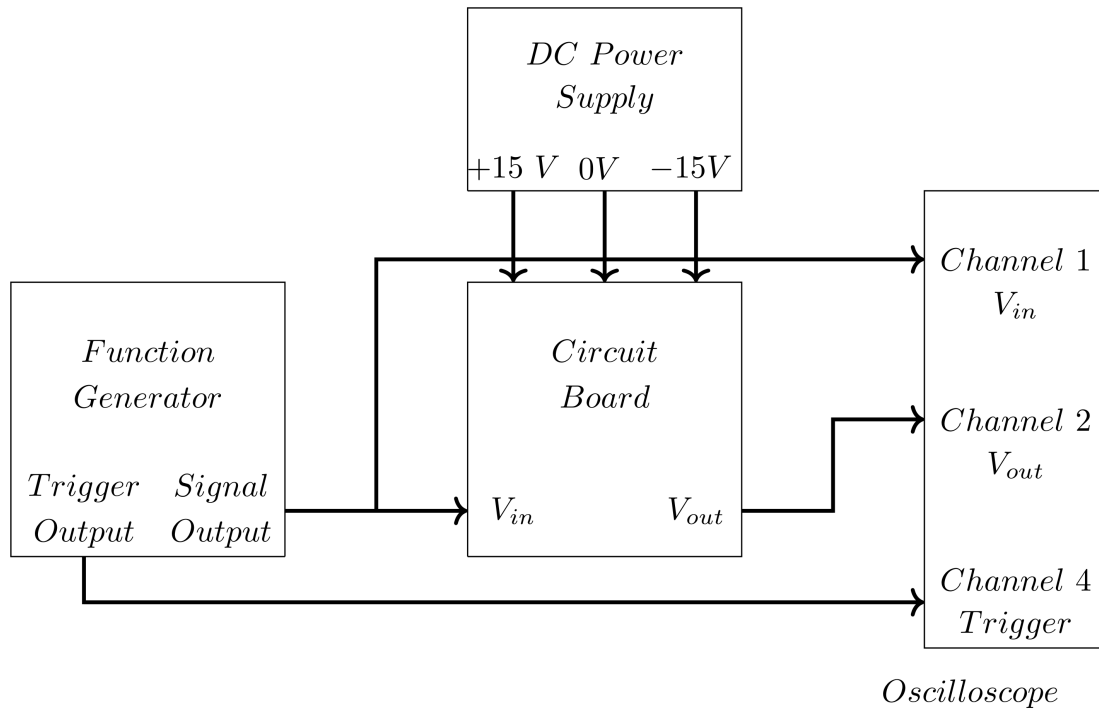 DC Power
Supply
+15 V 0V −15V
Channel 1
V_in
Function
Generator
Circuit
Board
Channel 2
V_out
Trigger
Output
Signal
Output
V_in
V_out
Channel 4
Trigger
Oscilloscope